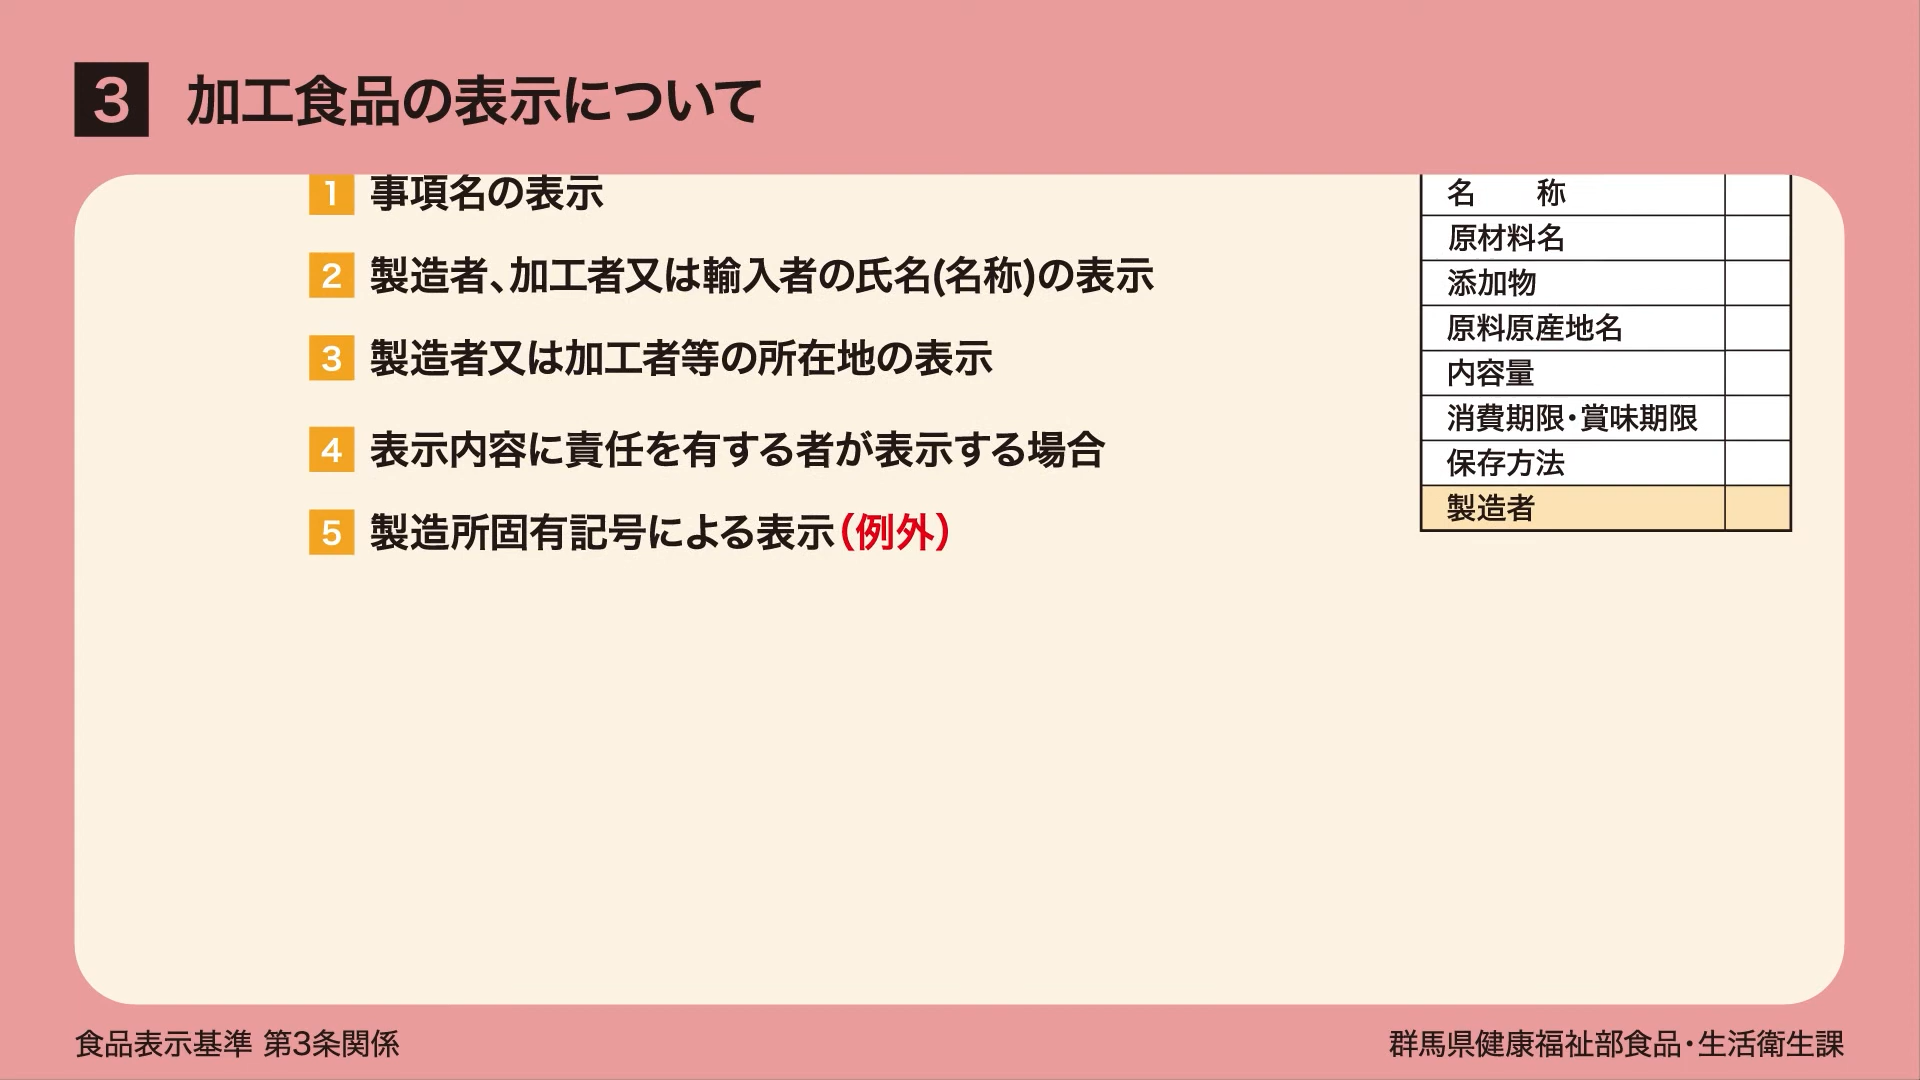 3 加工食品の表示について
1 事項名の表示
2 製造者、加工者又は輸入者の氏名(名称)の表示
3 製造者又は加工者等の所在地の表示
4 表示内容に責任を有する者が表示する場合
5 製造所固有記号による表示(例外)
名　　称
原材料名
添加物
原料原産地名
内容量
消費期限・賞味期限
保存方法
製造者
食品表示基準 第3条関係
群馬県健康福祉部食品・生活衛生課